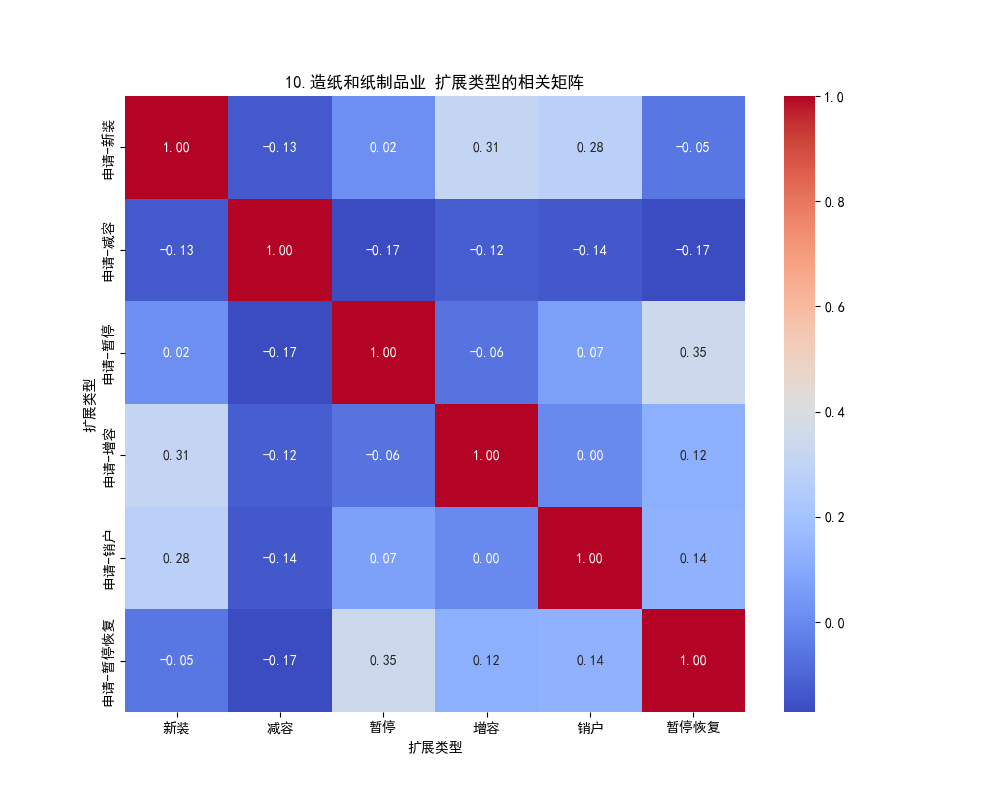 10.造纸和纸制品业 扩展类型的相关矩阵
扩展类型
申请-新装 1.00 -0.13 0.02 0.31 0.28 -0.05
申请-减容 -0.13 1.00 -0.17 -0.12 -0.14 -0.17
申请-暂停 0.02 -0.17 1.00 -0.06 0.07 0.35
申请-增容 0.31 -0.12 -0.06 1.00 0.00 0.12
申请-销户 0.28 -0.14 0.07 0.00 1.00 0.14
申请-暂停恢复 -0.05 -0.17 0.35 0.12 0.14 1.00
新装 减容 暂停 增容 销户 暂停恢复
扩展类型
1.0
0.8
0.6
0.4
0.2
0.0